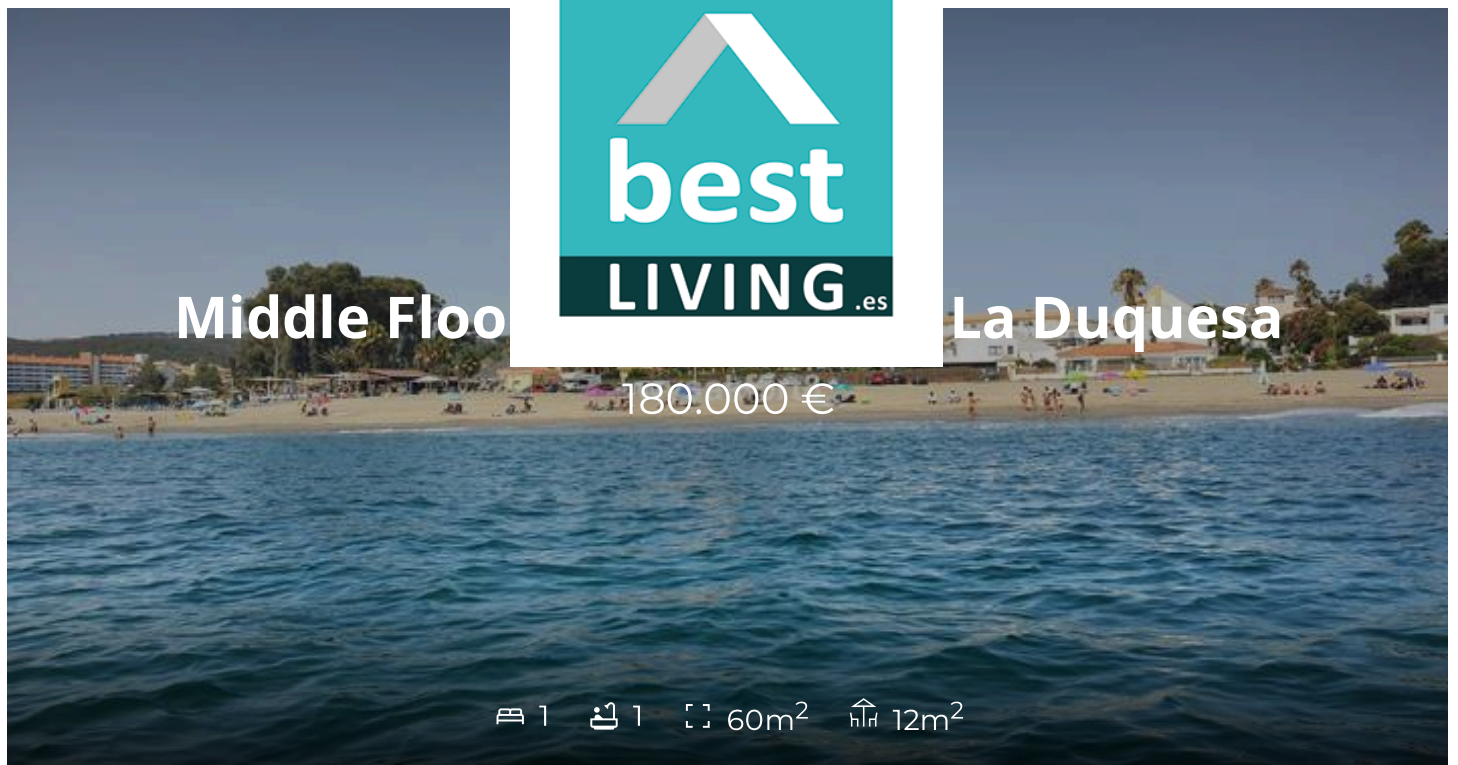 best
LIVING.es
Middle Floo La Duquesa
180.000 €
1 1 60m² 12m²